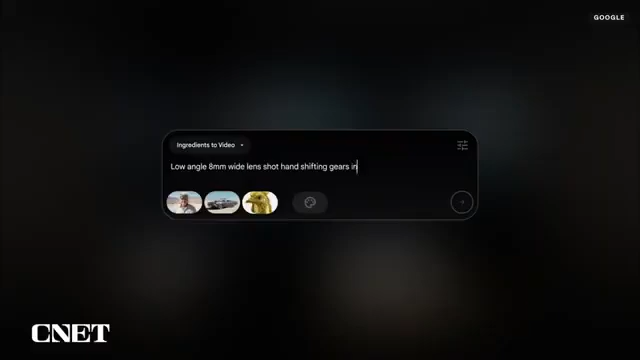 GOOGLE
Ingredients to Video
Low angle 8mm wide lens shot hand shifting gears in
CNET